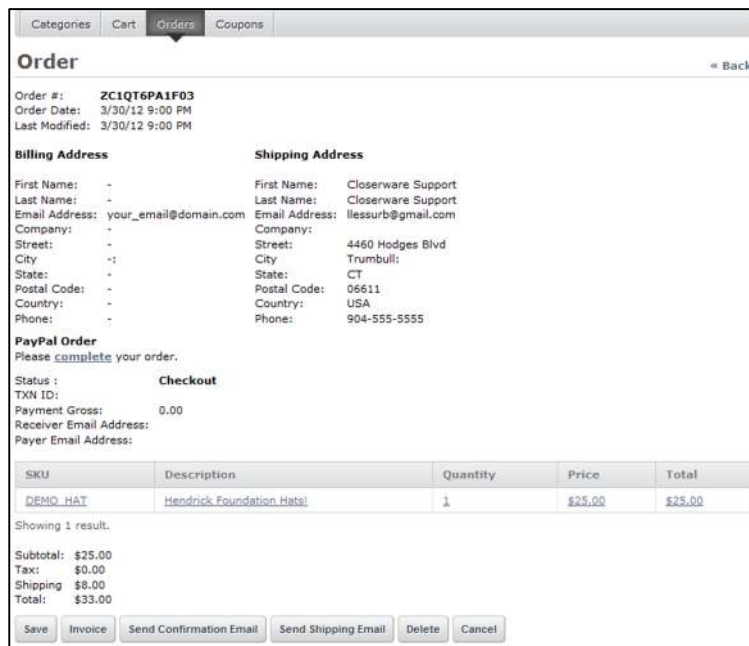 Categories Cart Orders Coupons
Order
« Back
Order #: ZC1QT6PA1F03
Order Date: 3/30/12 9:00 PM
Last Modified: 3/30/12 9:00 PM
Billing Address Shipping Address
First Name: - First Name: Closerware Support
Last Name: - Last Name: Closerware Support
Email Address: your_email@domain.com Email Address: llessurb@gmail.com
Company: - Company:
Street: - Street: 4460 Hodges Blvd
City -: City Trumbull:
State: - State: CT
Postal Code: - Postal Code: 06611
Country: - Country: USA
Phone: - Phone: 904-555-5555
PayPal Order
Please complete your order.
Status : Checkout
TXN ID:
Payment Gross: 0.00
Receiver Email Address:
Payer Email Address:
SKU Description Quantity Price Total
DEMO_HAT Hendrick Foundation Hats! 1 $25.00 $25.00
Showing 1 result.
Subtotal: $25.00
Tax: $0.00
Shipping $8.00
Total: $33.00
Save Invoice Send Confirmation Email Send Shipping Email Delete Cancel